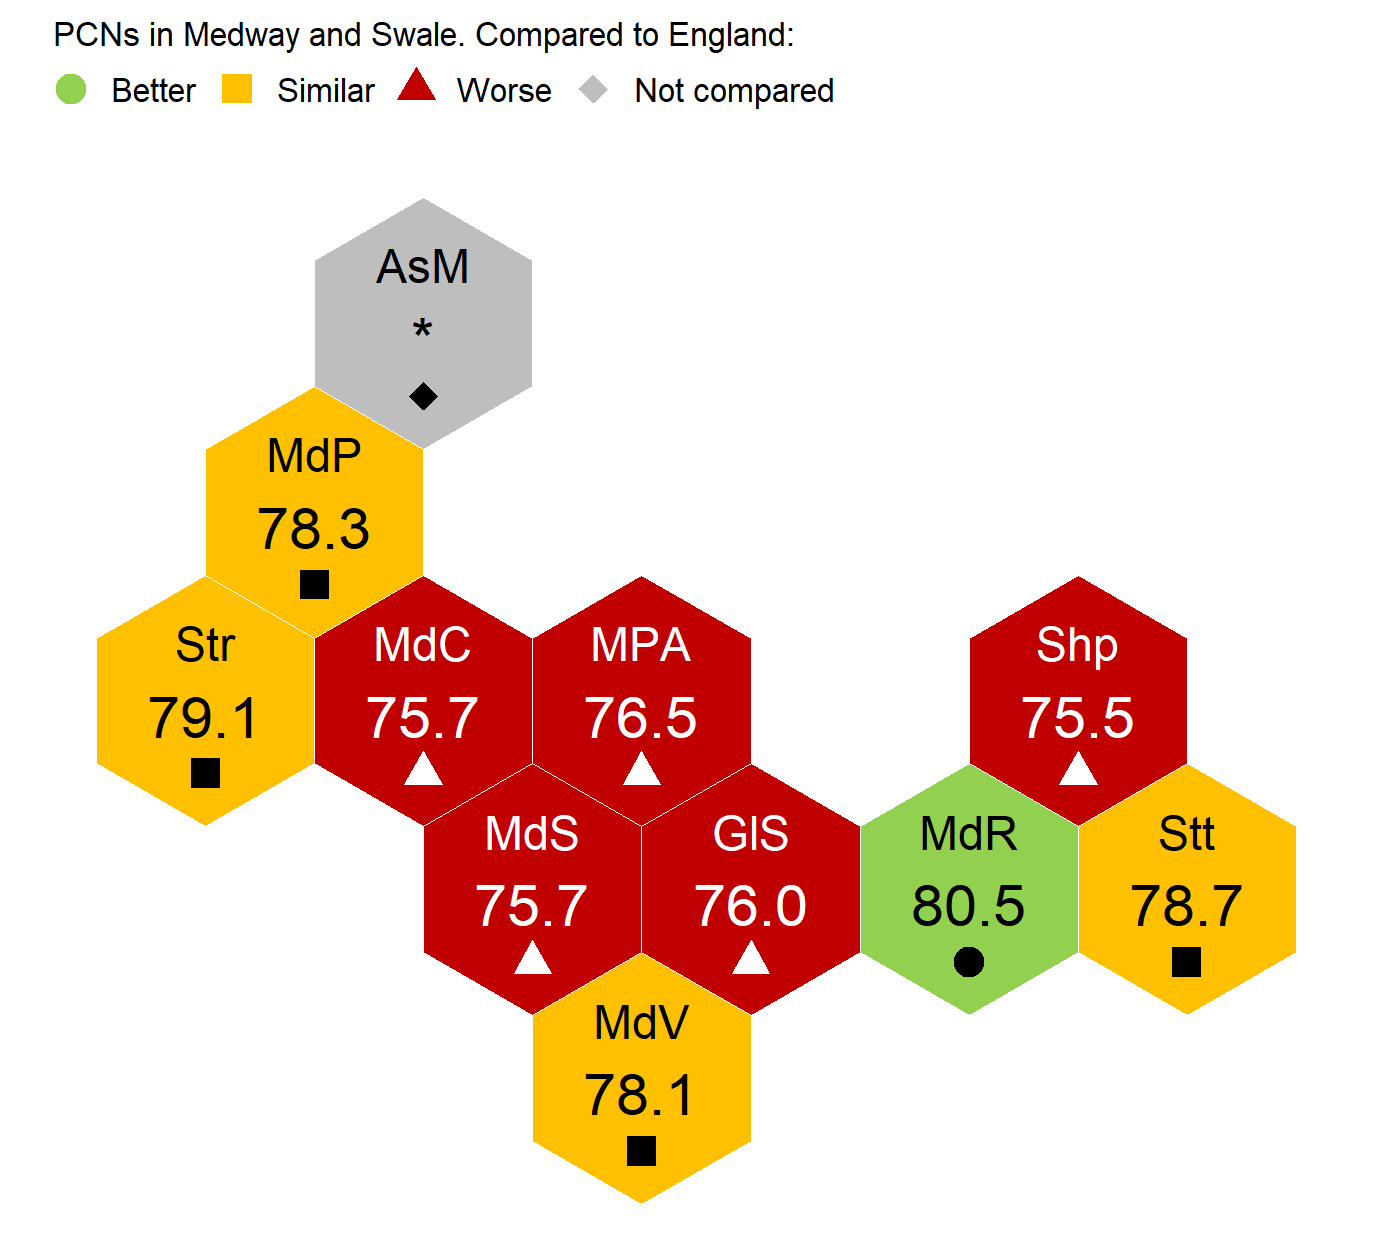 PCNs in Medway and Swale. Compared to England:
Better Similar Worse Not compared
AsM
*
MdP
78.3
Str
79.1
MdC
75.7
MPA
76.5
Shp
75.5
MdS
75.7
GlS
76.0
MdR
80.5
Stt
78.7
MdV
78.1